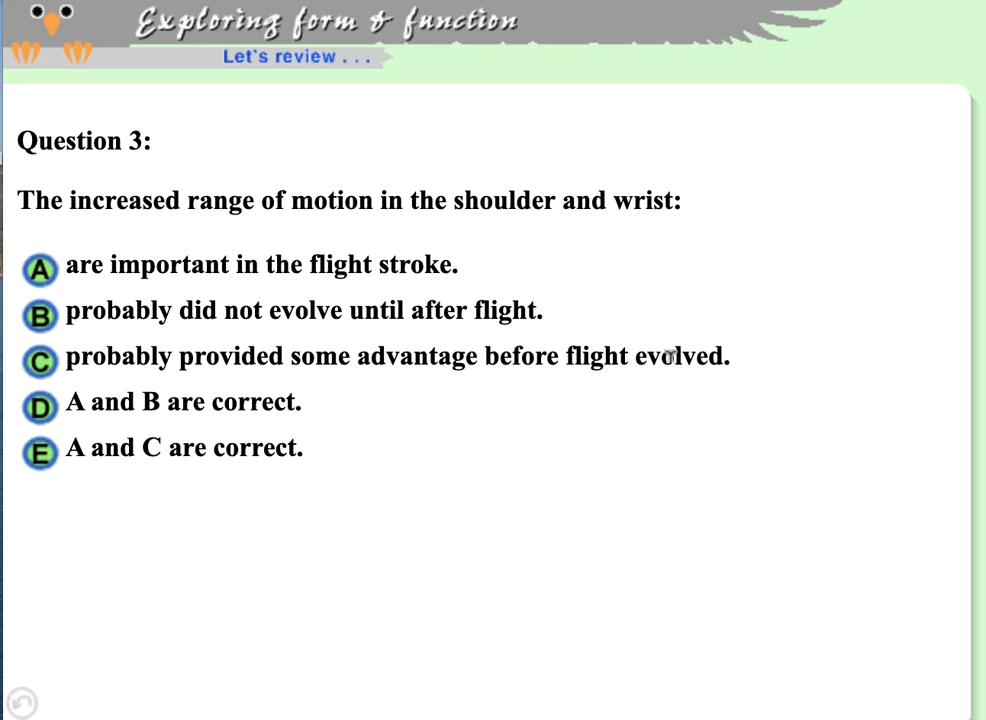 Exploring form & function
Let's review . . .
Question 3:
The increased range of motion in the shoulder and wrist:
A are important in the flight stroke.
B probably did not evolve until after flight.
C probably provided some advantage before flight evolved.
D A and B are correct.
E A and C are correct.